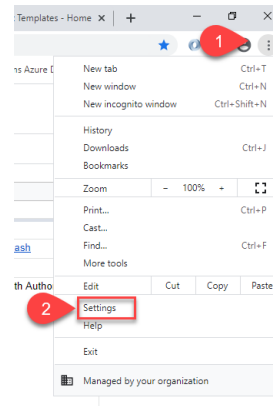 Templates - Home
1
ns Azure D
New tab Ctrl+T
New window Ctrl+N
New incognito window Ctrl+Shift+N
History
Downloads Ctrl+J
Bookmarks
Zoom - 100% +
Print... Ctrl+P
Cast...
Find... Ctrl+F
ash
More tools
th Autho
Edit Cut Copy Paste
2
Settings
Help
Exit
Managed by your organization